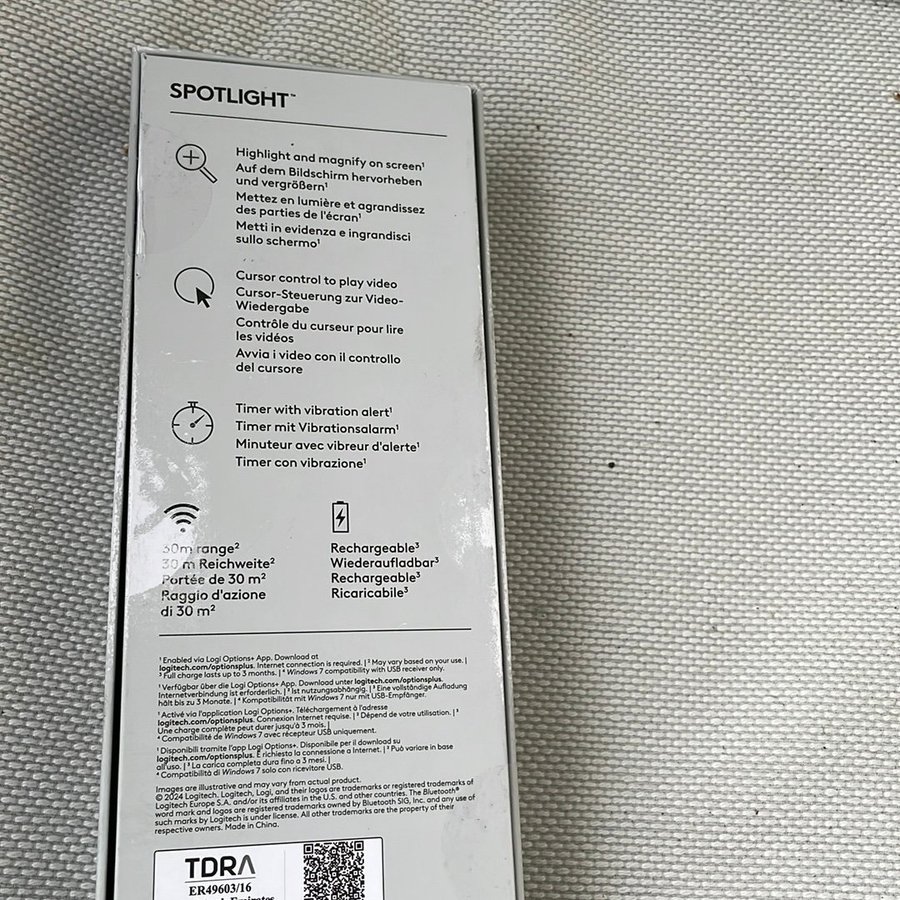 SPOTLIGHT™
Highlight and magnify on screen¹
Auf dem Bildschirm hervorheben
und vergrößern¹
Mettez en lumière et agrandissez
des parties de l'écran¹
Metti in evidenza e ingrandisci
sullo schermo¹
Cursor control to play video
Cursor-Steuerung zur Video-
Wiedergabe
Contrôle du curseur pour lire
les vidéos
Avvia i video con il controllo
del cursore
Timer with vibration alert¹
Timer mit Vibrationsalarm¹
Minuteur avec vibreur d'alerte¹
Timer con vibrazione¹
30m range²
30 m Reichweite²
Portée de 30 m²
Raggio d'azione
di 30 m²
Rechargeable³
Wiederaufladbar³
Rechargeable³
Ricaricabile³
¹ Enabled via Logi Options+ App. Download at
logitech.com/optionsplus. Internet connection is required. | ² May vary based on your use. |
³ Full charge lasts up to 3 months. | ⁴ Windows 7 compatibility with USB receiver only.
¹ Verfügbar über die Logi Options+ App. Download unter logitech.com/optionsplus.
Internetverbindung ist erforderlich. | ² Ist nutzungsabhängig. | ³ Eine vollständige Aufladung
hält bis zu 3 Monate. | ⁴ Kompatibilität mit Windows 7 nur mit USB-Empfänger.
¹ Activé via l'application Logi Options+. Téléchargement à l'adresse
logitech.com/optionsplus. Connexion Internet requise. | ² Dépend de votre utilisation. | ³
Une charge complète peut durer jusqu'à 3 mois. |
⁴ Compatibilité de Windows 7 avec récepteur USB uniquement.
¹ Disponibili tramite l'app Logi Options+. Disponibile per il download su
logitech.com/optionsplus. È richiesta la connessione a Internet. | ² Può variare in base
all'uso. | ³ La carica completa dura fino a 3 mesi. |
⁴ Compatibilità di Windows 7 solo con ricevitore USB.
Images are illustrative and may vary from actual product.
© 2024 Logitech. Logitech, Logi, and their logos are trademarks or registered trademarks of
Logitech Europe S.A. and/or its affiliates in the U.S. and other countries. The Bluetooth®
word mark and logos are registered trademarks owned by Bluetooth SIG, Inc. and any use of
such marks by Logitech is under license. All other trademarks are the property of their
respective owners. Made in China.
TDRA
ER49603/16